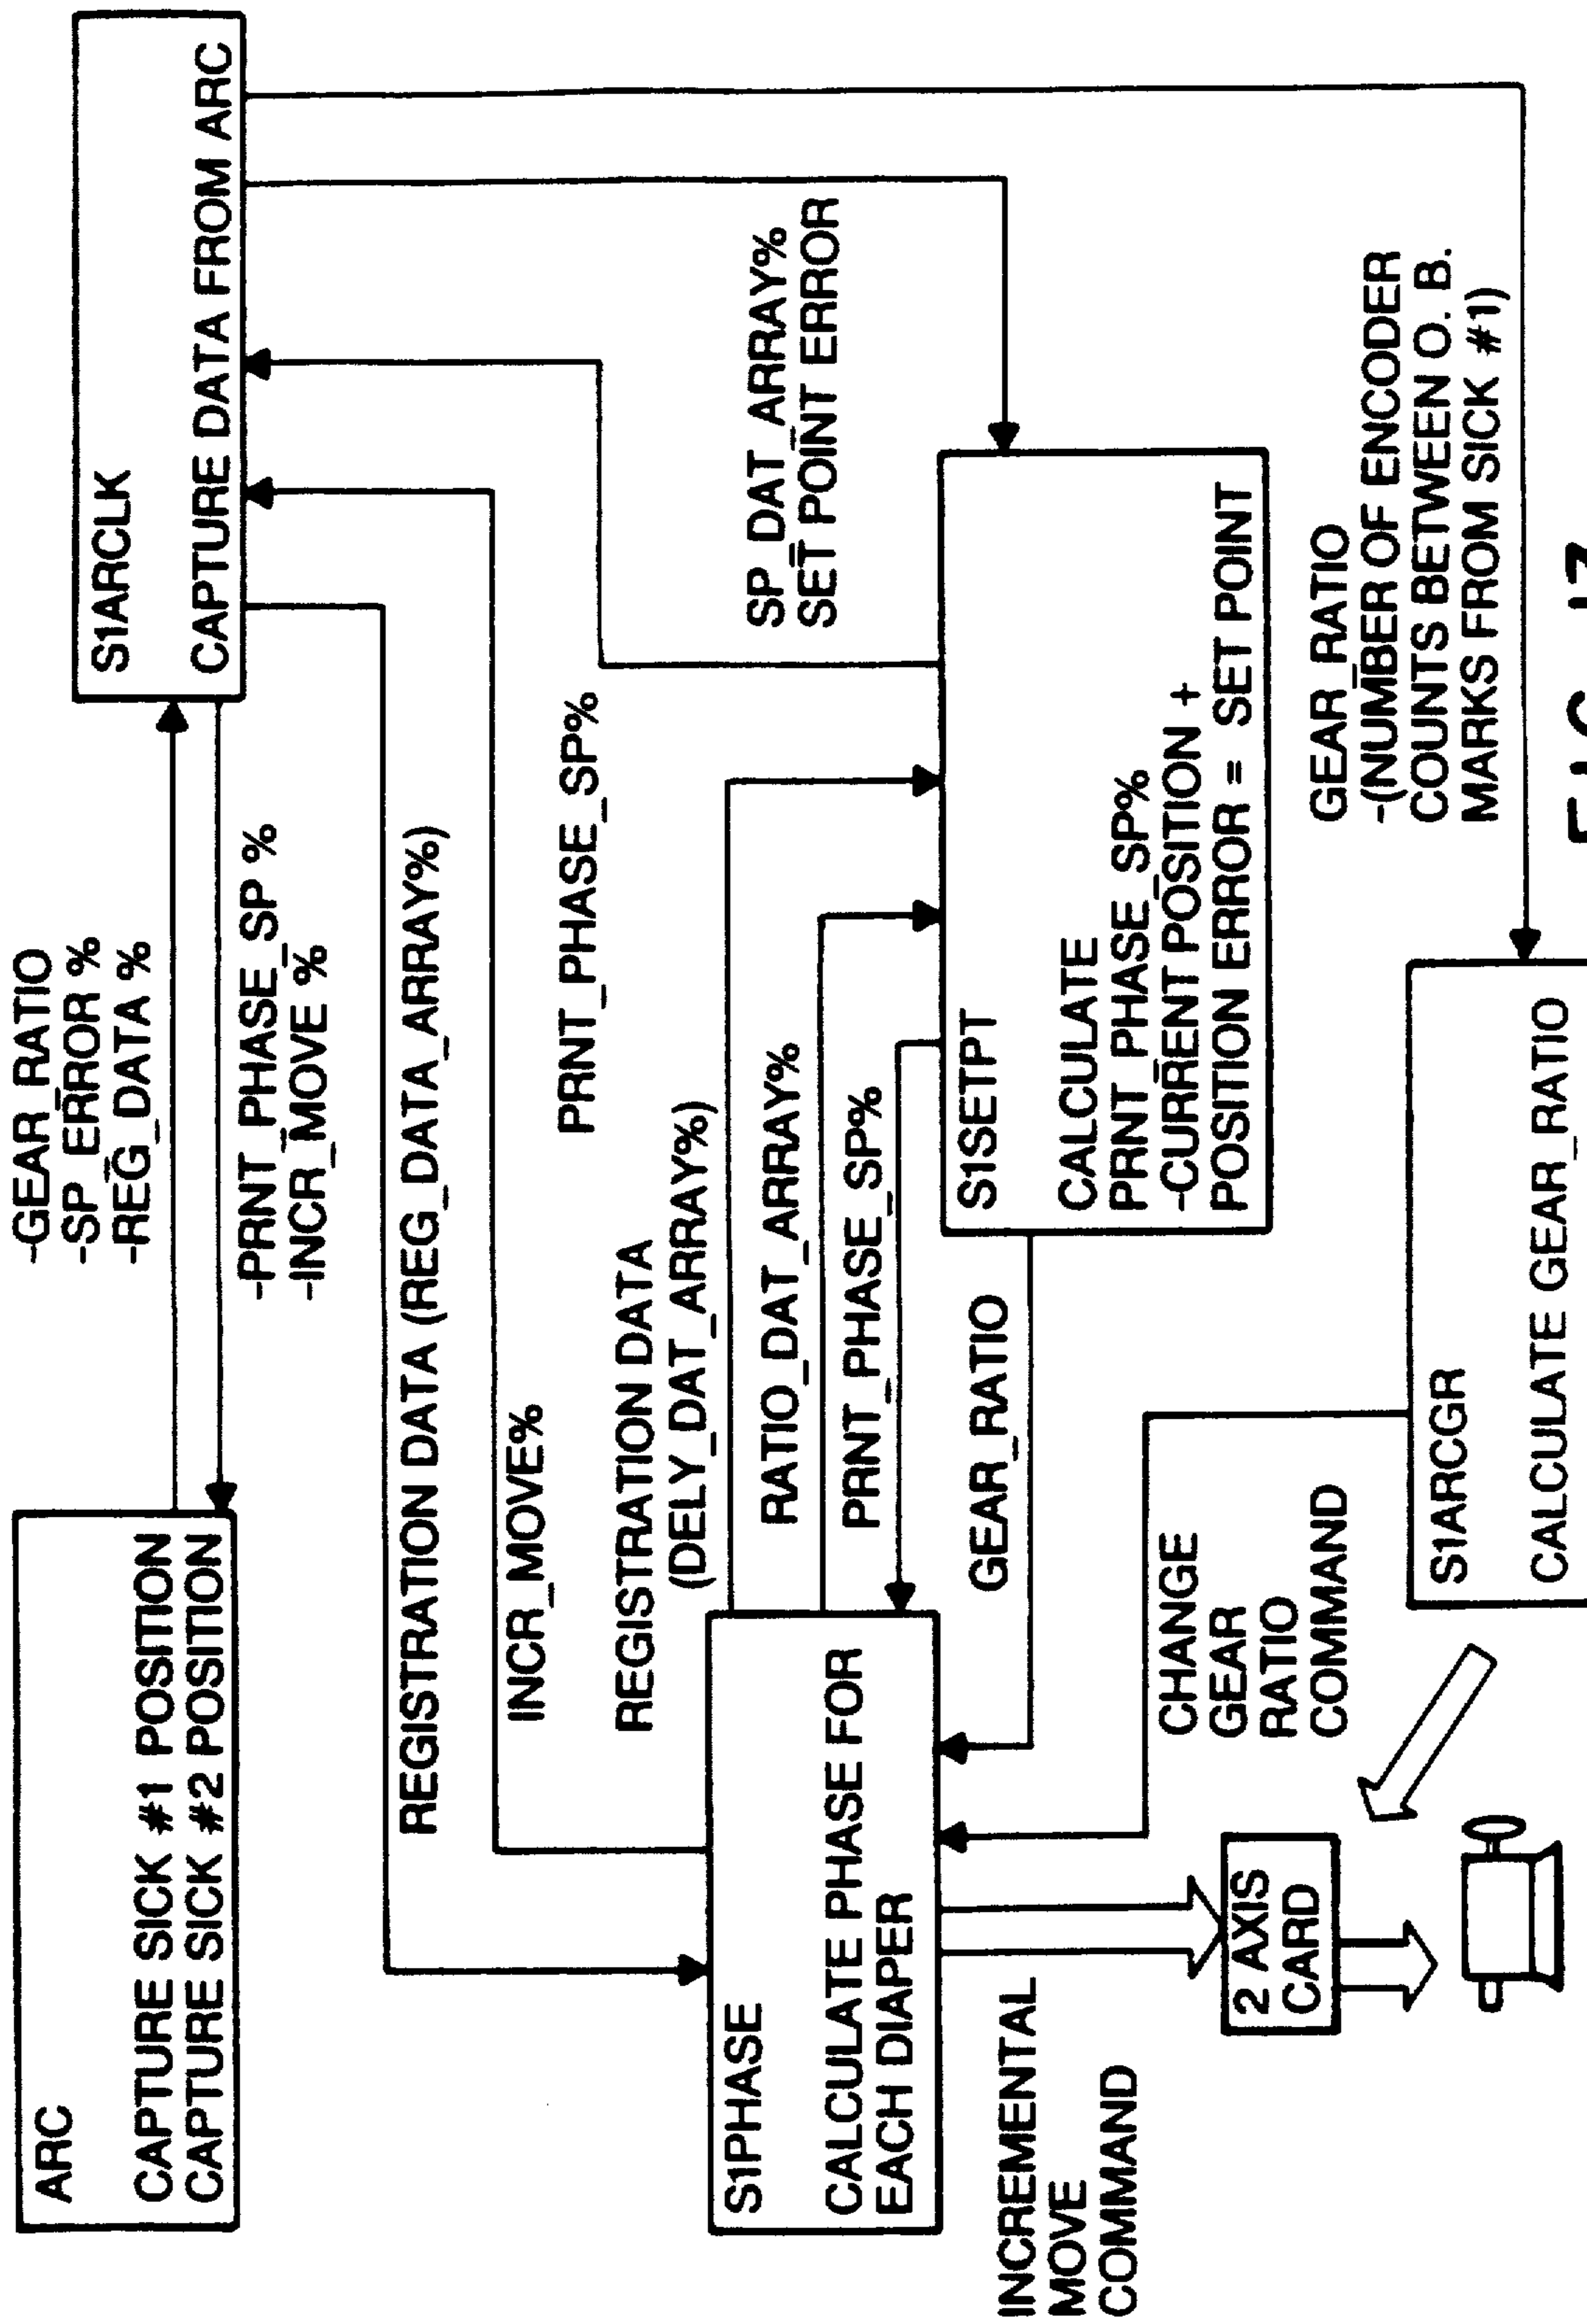 ARC
CAPTURE SICK #1 POSITION
CAPTURE SICK #2 POSITION
-GEAR_RATIO
-SP_ERROR %
-REG_DATA %
-PRNT_PHASE_SP %
-INCR_MOVE %
S1ARCLK
CAPTURE DATA FROM ARC
REGISTRATION DATA (REG_DATA_ARRAY%)
INCR_MOVE%
PRNT_PHASE_SP%
REGISTRATION DATA
(DELY_DAT_ARRAY%)
RATIO_DAT_ARRAY%
PRNT_PHASE_SP%
SP_DAT_ARRAY%
SET POINT ERROR
S1PHASE
CALCULATE PHASE FOR
EACH DIAPER
GEAR_RATIO
S1SETPT
CALCULATE
PRNT_PHASE_SP%
-CURRENT POSITION +
POSITION ERROR = SET POINT
INCREMENTAL
MOVE
COMMAND
2 AXIS
CARD
CHANGE
GEAR
RATIO
COMMAND
GEAR_RATIO
-(NUMBER OF ENCODER
COUNTS BETWEEN O. B.
MARKS FROM SICK #1)
S1ARCGR
CALCULATE GEAR_RATIO